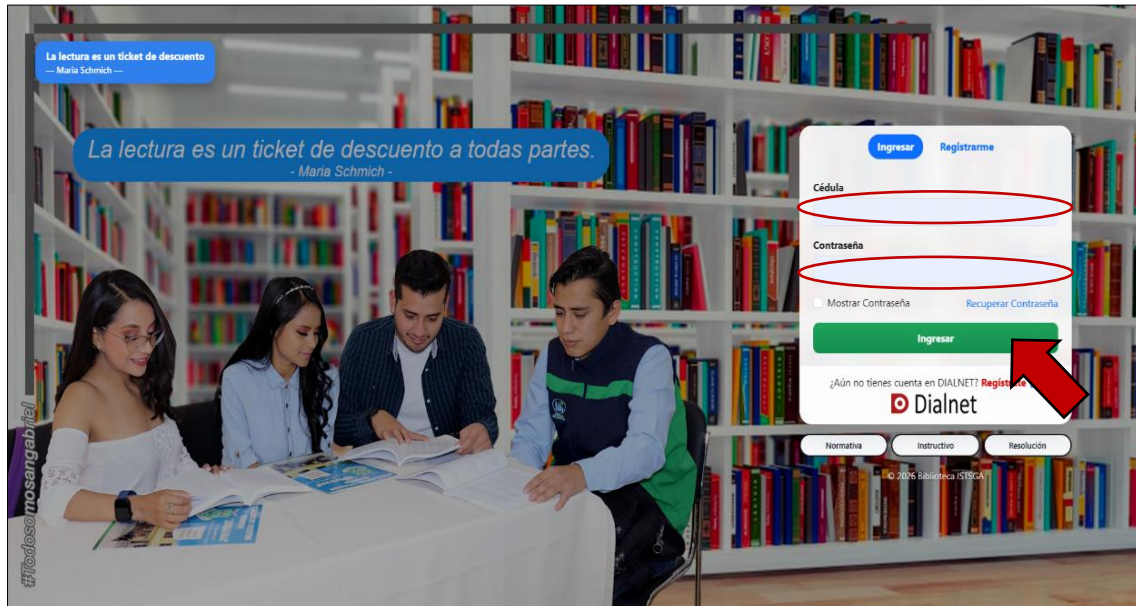 La lectura es un ticket de descuento
— Maria Schmich —
La lectura es un ticket de descuento a todas partes.
- Maria Schmich -
#Todosomosangabriel
Ingresar Registrarme
Cédula
Contraseña
Mostrar Contraseña Recuperar Contraseña
Ingresar
¿Aún no tienes cuenta en DIALNET? Regístrate
Dialnet
Normativa Instructivo Resolución
© 2026 Biblioteca ISTSGA